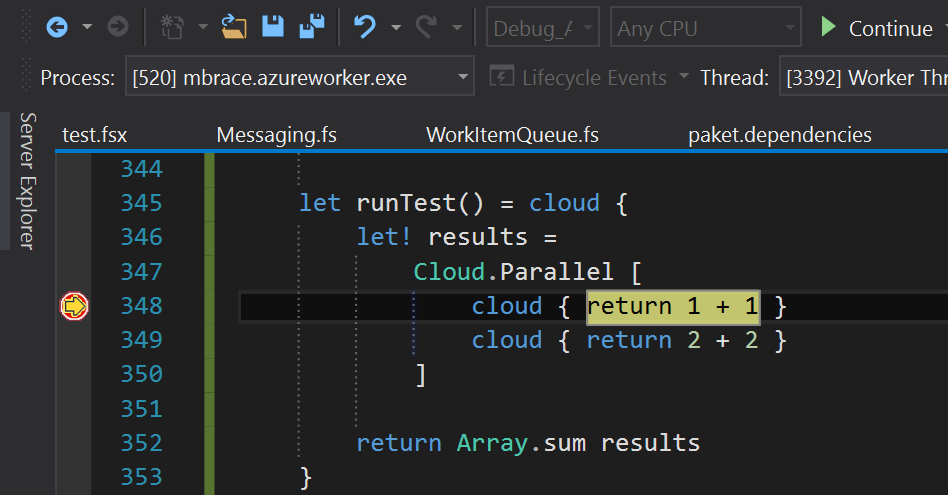 Debug_A
Any CPU
Continue
Process: [520] mbrace.azureworker.exe
Lifecycle Events
Thread: [3392] Worker Thr
Server Explorer
test.fsx
Messaging.fs
WorkItemQueue.fs
paket.dependencies
344
345 let runTest() = cloud {
346 let! results =
347 Cloud.Parallel [
348 cloud { return 1 + 1 }
349 cloud { return 2 + 2 }
350 ]
351
352 return Array.sum results
353 }